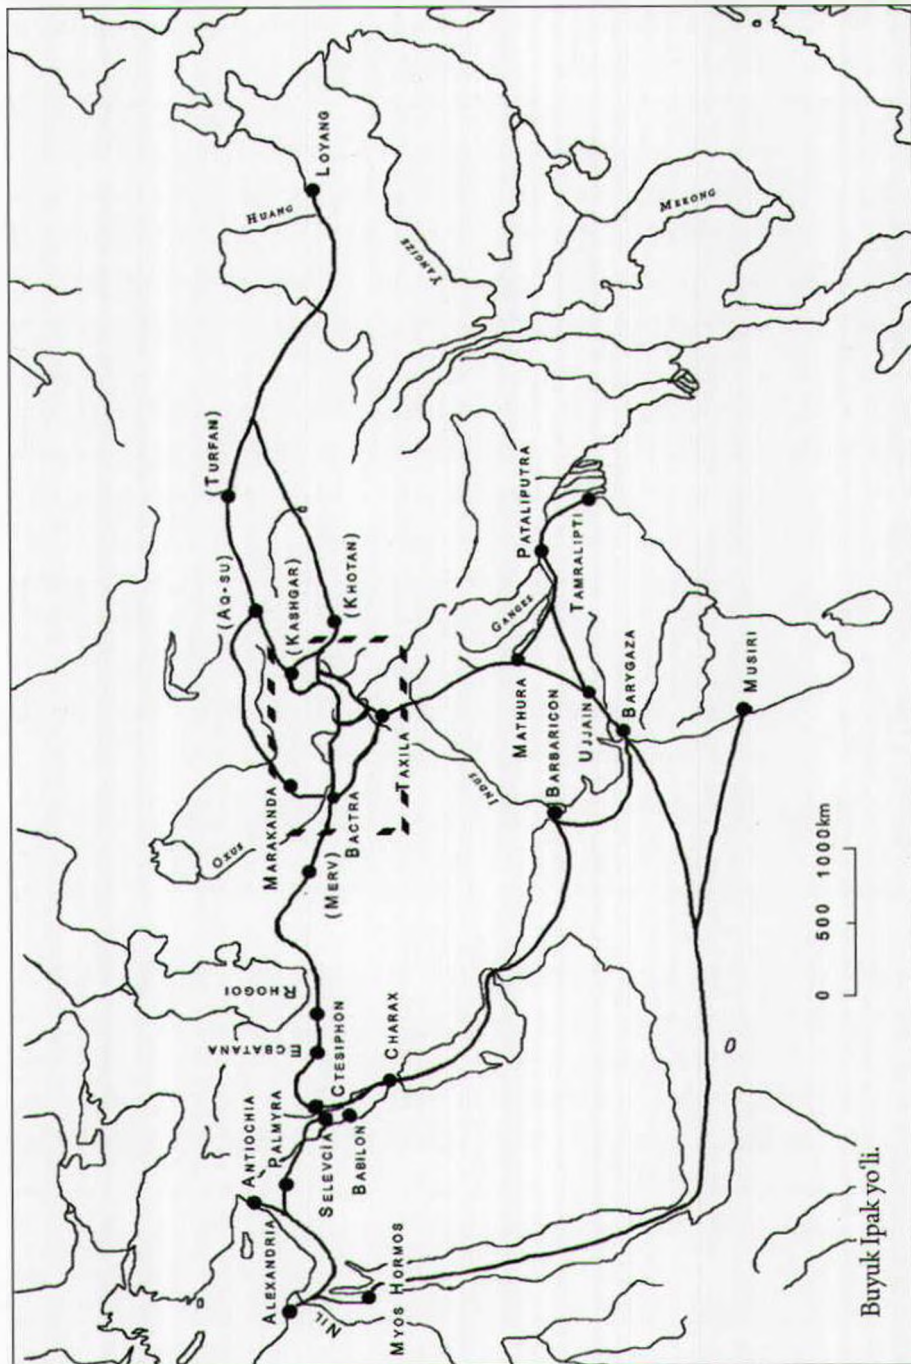 LOYANG
HUANG
YANGIZE
MEKONG
(TURFAN)
(AQ-SU)
(KASHGAR)
(KHOTAN)
PATALIPUTRA
TAMRALIPTI
GANGES
MATHURA
BARBARICON
UJJAIN
BARYGAZA
MUSIRI
TAXILA
INDUS
MARAKANDA
OXUS
BACTRA
(MERV)
RHOGOI
ECBATANA
CTESIPHON
CHARAX
ANTIOCHIA
PALMYRA
SELEVCIA
BABILON
ALEXANDRIA
NIL
MYOS HORMOS
0 500 1000km
Buyuk Ipak yo'li.